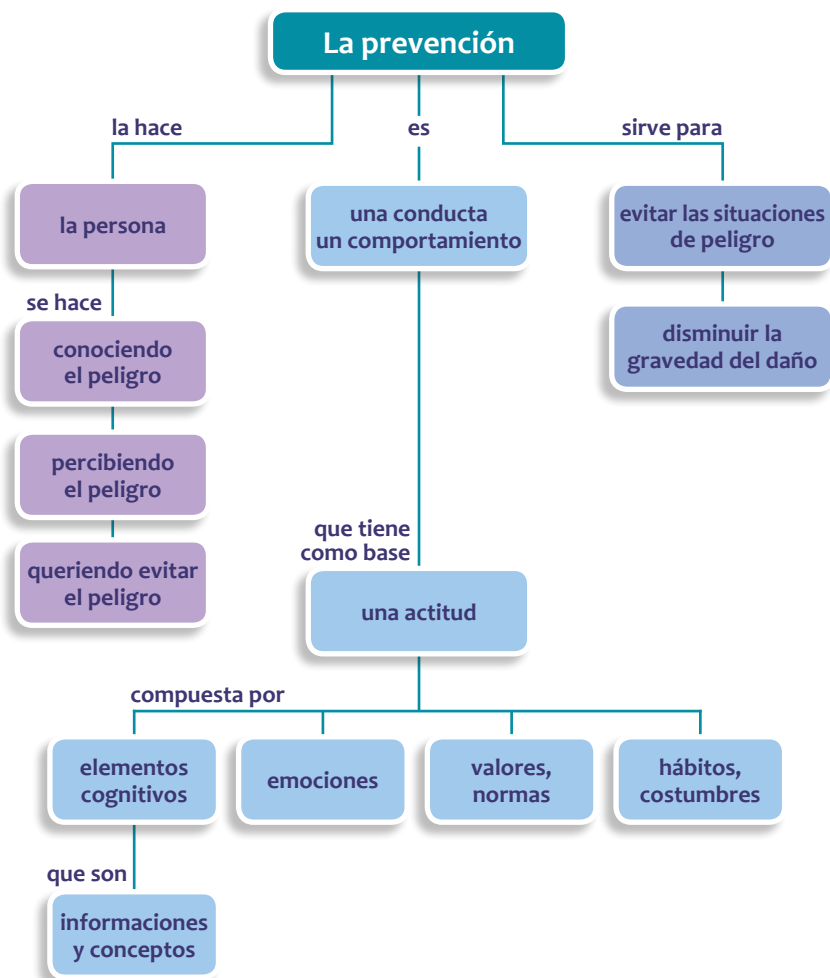 La prevención
la hace
es
sirve para
la persona
una conducta
un comportamiento
evitar las situaciones
de peligro
se hace
conociendo
el peligro
disminuir la
gravedad del daño
percibiendo
el peligro
que tiene
como base
queriendo evitar
el peligro
una actitud
compuesta por
elementos
cognitivos
emociones
valores,
normas
hábitos,
costumbres
que son
informaciones
y conceptos